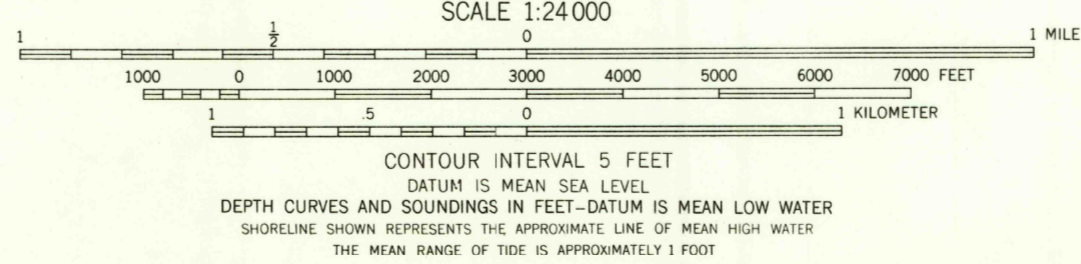 SCALE 1:24 000
1 ½ 0 1 MILE
1000 0 1000 2000 3000 4000 5000 6000 7000 FEET
1 .5 0 1 KILOMETER
CONTOUR INTERVAL 5 FEET
DATUM IS MEAN SEA LEVEL
DEPTH CURVES AND SOUNDINGS IN FEET–DATUM IS MEAN LOW WATER
SHORELINE SHOWN REPRESENTS THE APPROXIMATE LINE OF MEAN HIGH WATER
THE MEAN RANGE OF TIDE IS APPROXIMATELY 1 FOOT